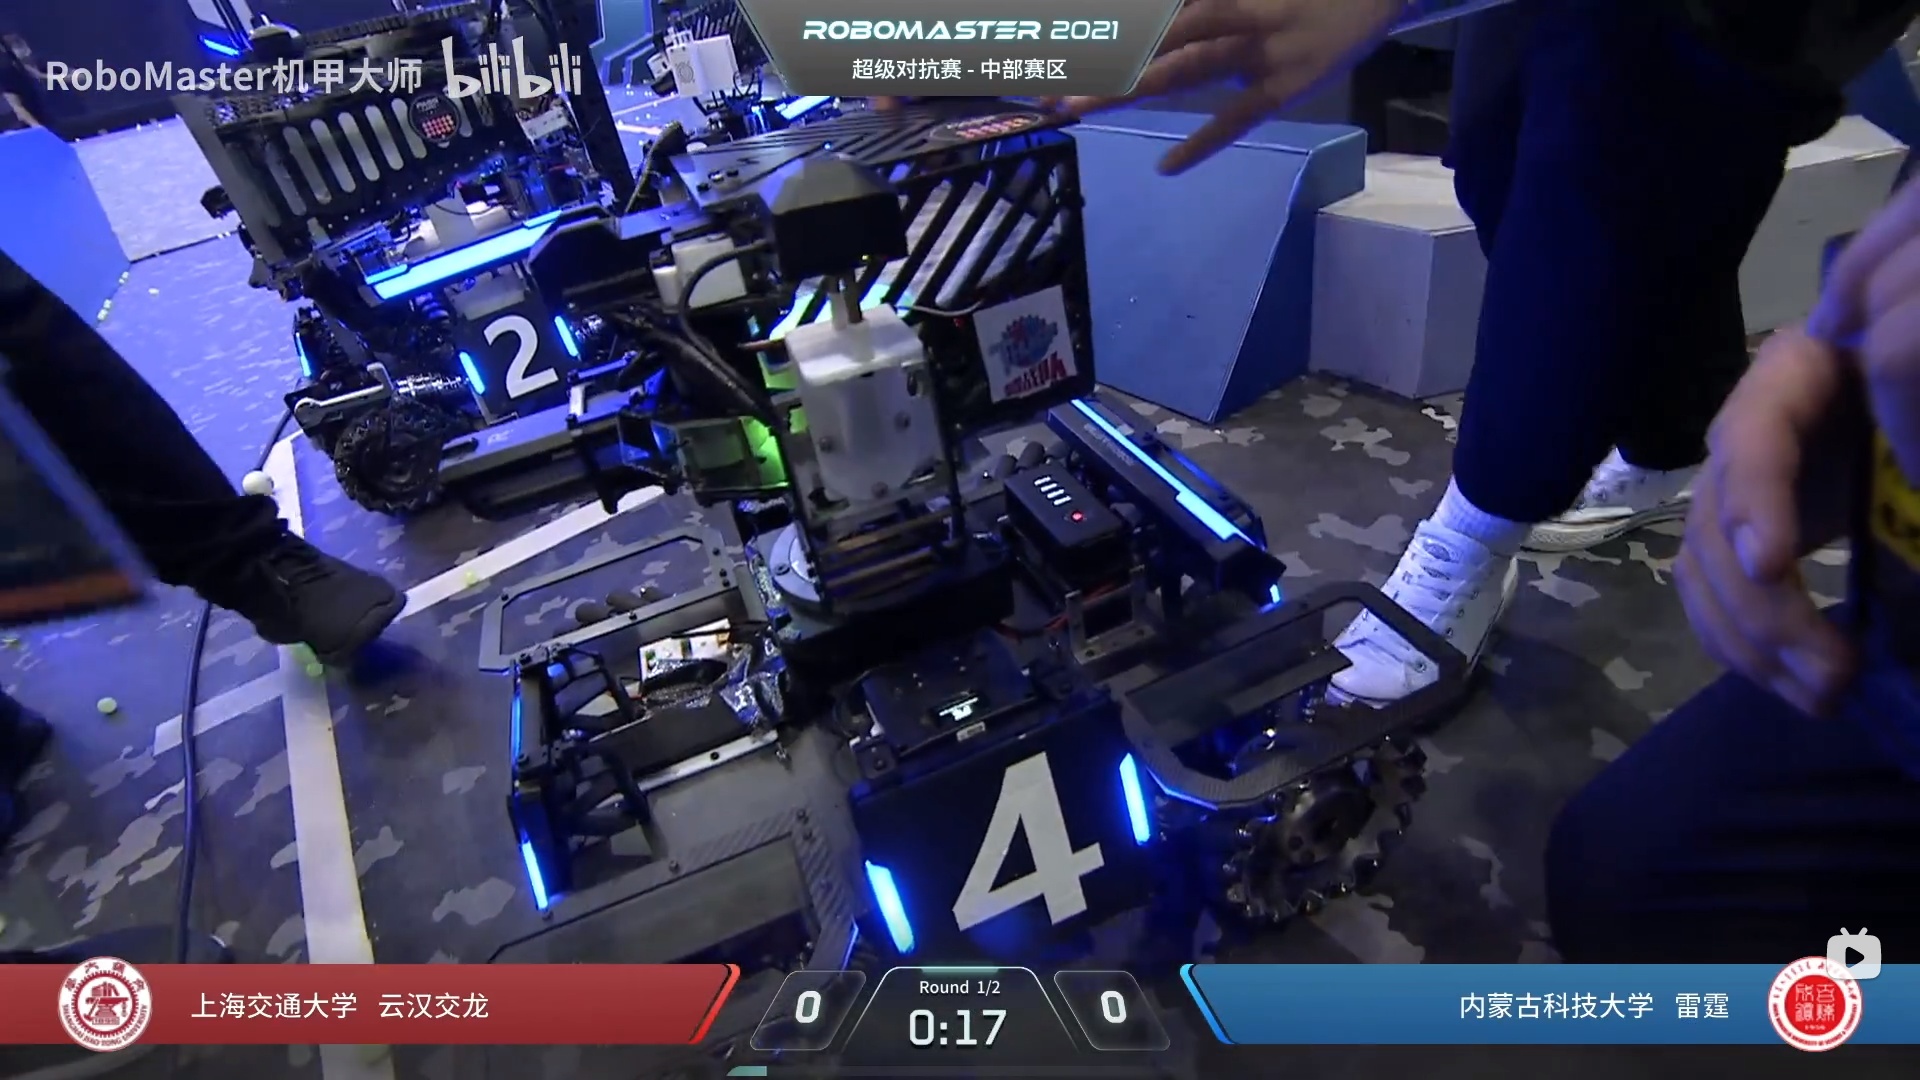 ROBOMASTER 2021
超级对抗赛 - 中部赛区
RoboMaster机甲大师 bilibili
2
4
上海交通大学 云汉交龙
0
Round 1/2
0:17
0
内蒙古科技大学 雷霆